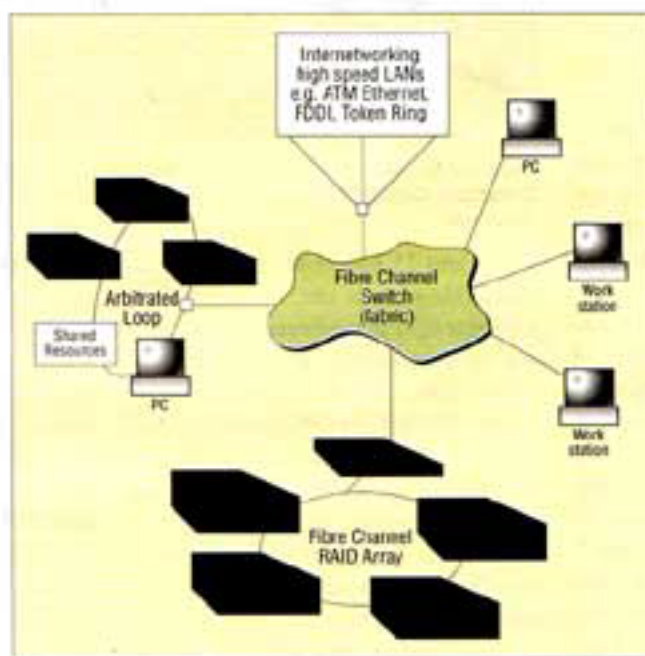 Internetworking
high speed LANs
e.g. ATM Ethernet,
FDDI, Token Ring
PC
Fibre Channel
Switch
(fabric)
Work
station
Arbitrated
Loop
Shared
Resources
PC
Work
station
Fibre Channel
RAID Array